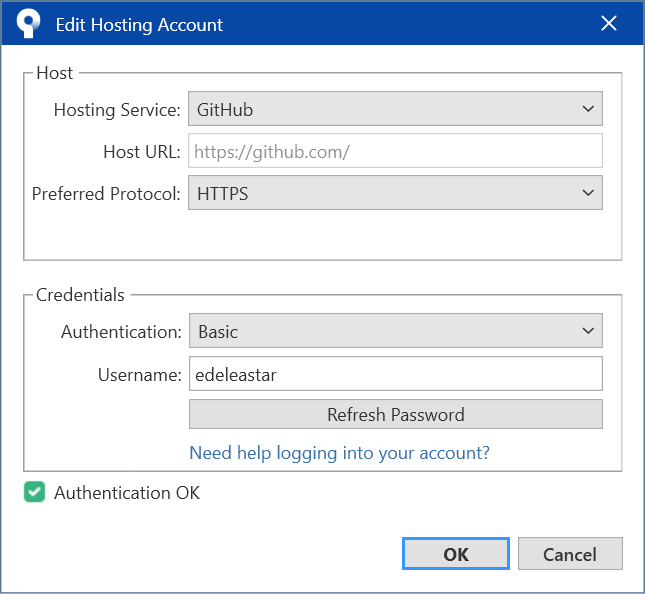 Edit Hosting Account
Host
Hosting Service: GitHub
Host URL: https://github.com/
Preferred Protocol: HTTPS
Credentials
Authentication: Basic
Username: edeleastar
Refresh Password
Need help logging into your account?
Authentication OK
OK Cancel